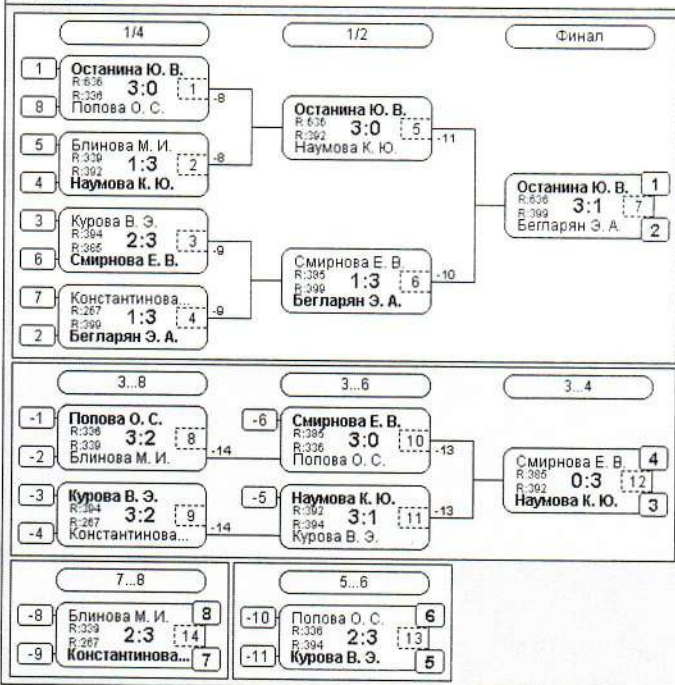 1/4
1/2
Финал
1
Останина Ю. В.
R:636 3:0 1
R:336
8
Попова О. С.
-8
5
Блинова М. И.
R:339 1:3 2
R:392
4
Наумова К. Ю.
-8
3
Курова В. Э.
R:394 2:3 3
R:385
6
Смирнова Е. В.
-9
7
Константинова...
R:267 1:3 4
R:399
2
Бегларян Э. А.
-9
Останина Ю. В.
R:636 3:0 5
R:392
Наумова К. Ю.
-11
Смирнова Е. В.
R:385 1:3 6
R:399
Бегларян Э. А.
-10
Останина Ю. В. 1
R:636 3:1 7
R:399
Бегларян Э. А. 2
3...8
3...6
3...4
-1
Попова О. С.
R:336 3:2 8
R:339
-2
Блинова М. И.
-14
-3
Курова В. Э.
R:394 3:2 9
R:267
-4
Константинова...
-14
-6
Смирнова Е. В.
R:385 3:0 10
R:336
Попова О. С.
-13
-5
Наумова К. Ю.
R:392 3:1 11
R:394
Курова В. Э.
-13
Смирнова Е. В. 4
R:385 0:3 12
R:392
Наумова К. Ю. 3
7...8
5...6
-8
Блинова М. И. 8
R:339 2:3 14
R:267
-9
Константинова... 7
-10
Попова О. С. 6
R:336 2:3 13
R:394
-11
Курова В. Э. 5